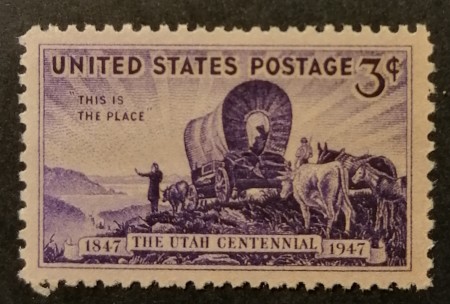 UNITED STATES POSTAGE 3¢
"THIS IS
THE PLACE"
1847 THE UTAH CENTENNIAL 1947